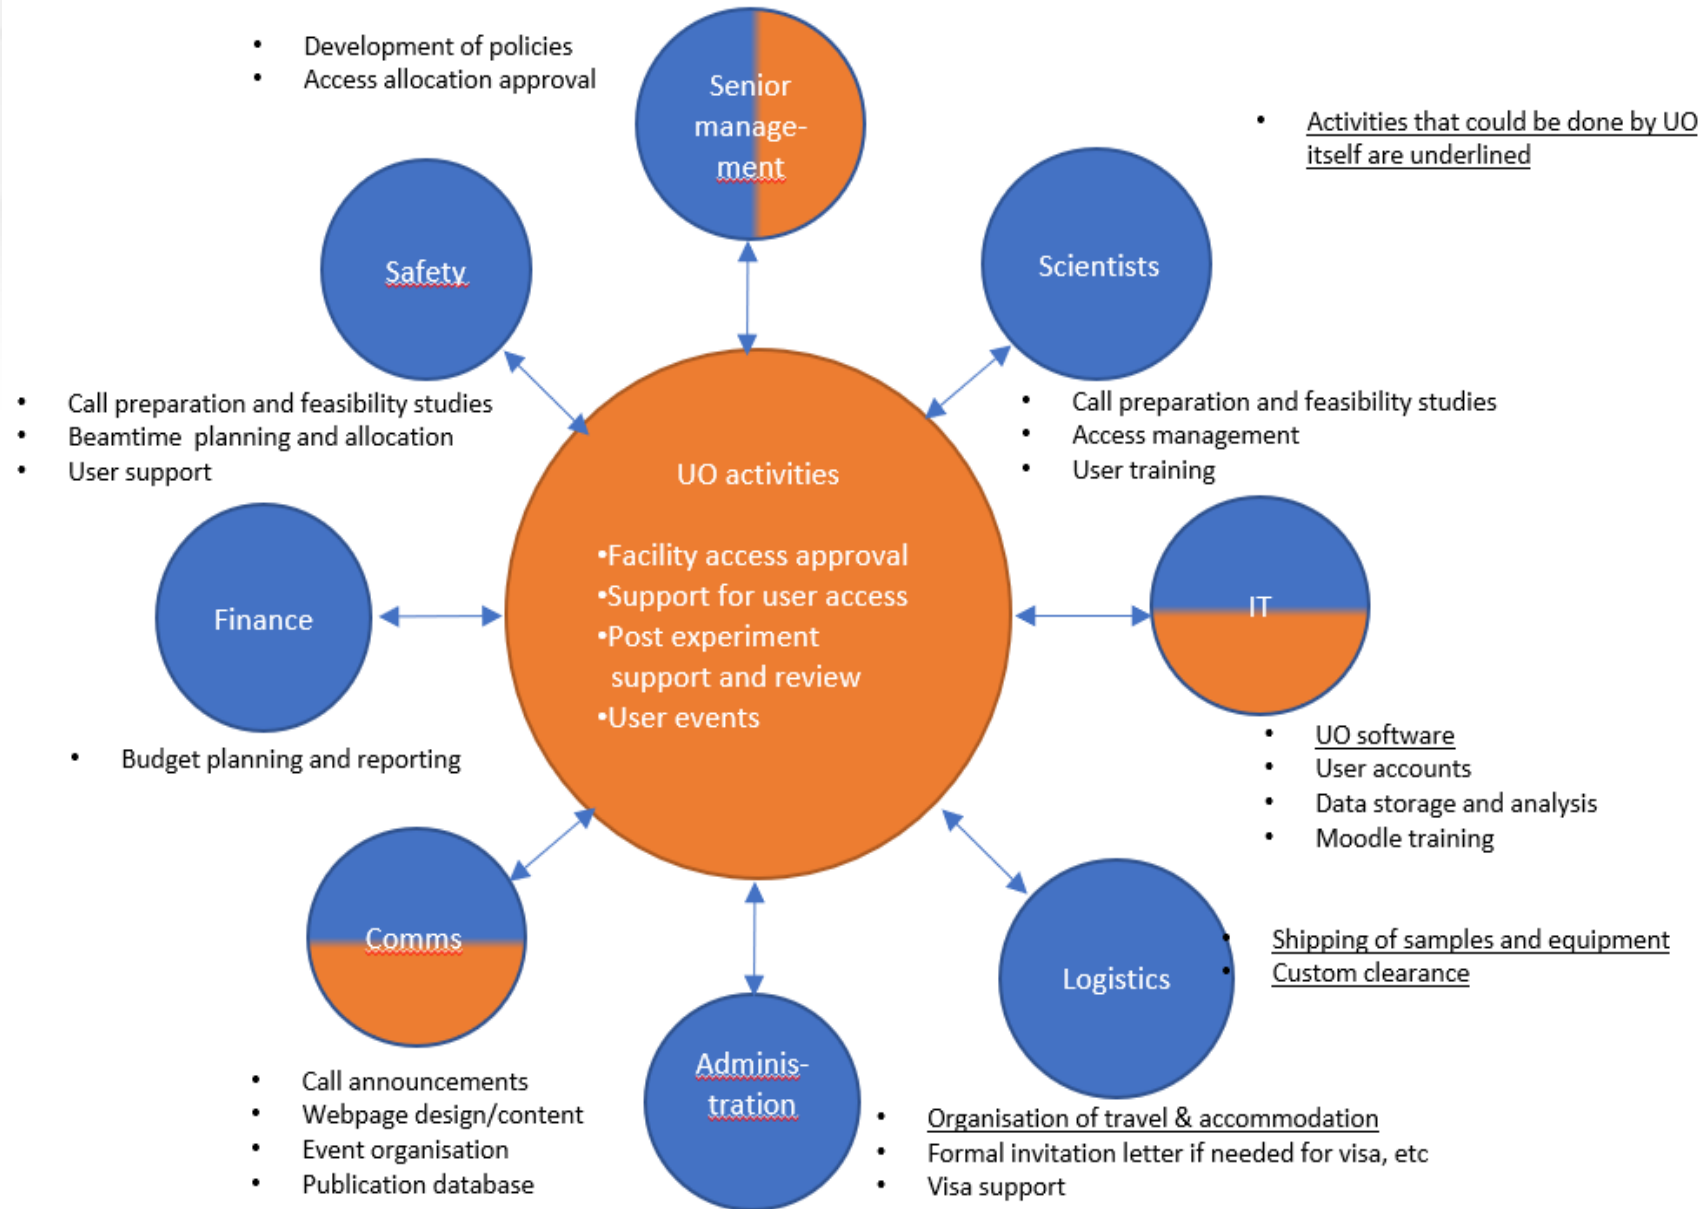 • Development of policies
• Access allocation approval
Senior
manage-
ment
• Activities that could be done by UO
itself are underlined
Safety
Scientists
• Call preparation and feasibility studies
• Beamtime planning and allocation
• User support
• Call preparation and feasibility studies
• Access management
• User training
UO activities
•Facility access approval
•Support for user access
•Post experiment
support and review
•User events
Finance
IT
• Budget planning and reporting
• UO software
• User accounts
• Data storage and analysis
• Moodle training
Comms
Logistics
• Shipping of samples and equipment
• Custom clearance
• Call announcements
• Webpage design/content
• Event organisation
• Publication database
Adminis-
tration
• Organisation of travel & accommodation
• Formal invitation letter if needed for visa, etc
• Visa support